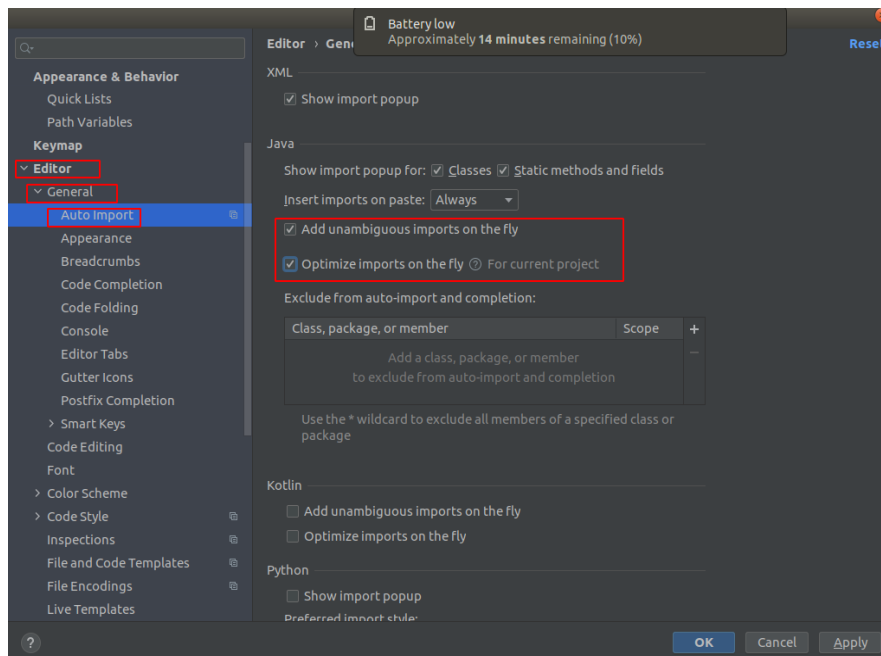 Battery low
Approximately 14 minutes remaining (10%)
Editor › Gene
Reset
Appearance & Behavior
Quick Lists
Path Variables
Keymap
Editor
General
Auto Import
Appearance
Breadcrumbs
Code Completion
Code Folding
Console
Editor Tabs
Gutter Icons
Postfix Completion
Smart Keys
Code Editing
Font
Color Scheme
Code Style
Inspections
File and Code Templates
File Encodings
Live Templates
XML
Show import popup
Java
Show import popup for: Classes Static methods and fields
Insert imports on paste: Always
Add unambiguous imports on the fly
Optimize imports on the fly ? For current project
Exclude from auto-import and completion:
Class, package, or member Scope +
Add a class, package, or member
to exclude from auto-import and completion
Use the * wildcard to exclude all members of a specified class or
package
Kotlin
Add unambiguous imports on the fly
Optimize imports on the fly
Python
Show import popup
Preferred import style:
? OK Cancel Apply